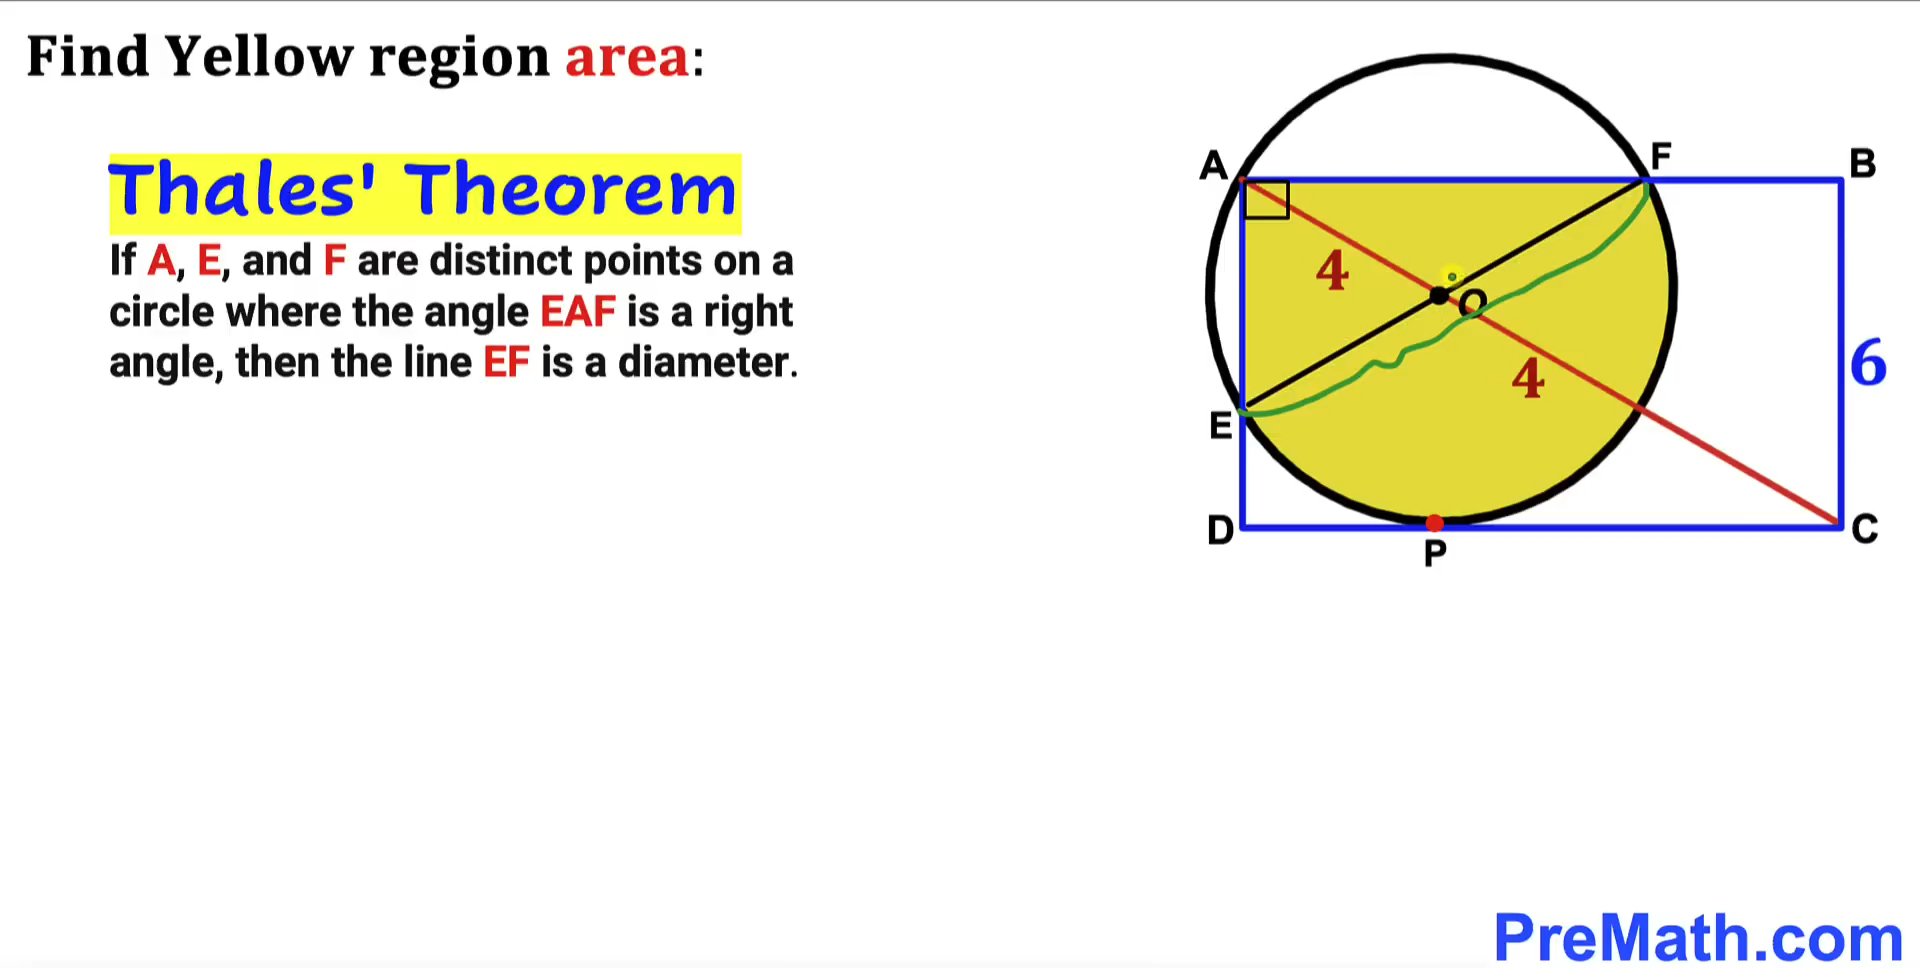 Find Yellow region area:
Thales' Theorem
If A, E, and F are distinct points on a
circle where the angle EAF is a right
angle, then the line EF is a diameter.
A
F
B
4
O
4
6
E
D
P
C
PreMath.com